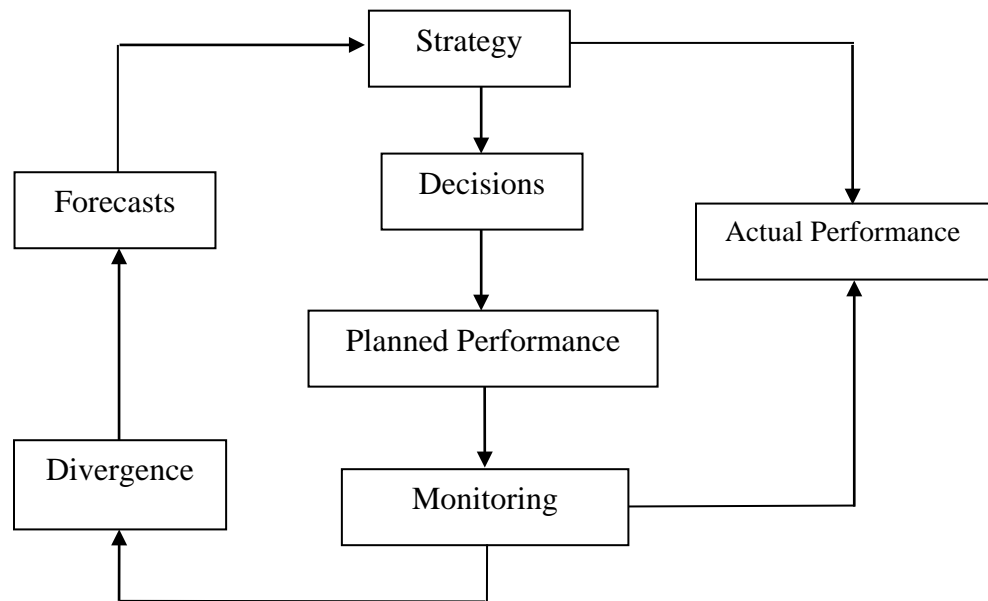 Strategy
Decisions
Forecasts
Actual Performance
Planned Performance
Divergence
Monitoring